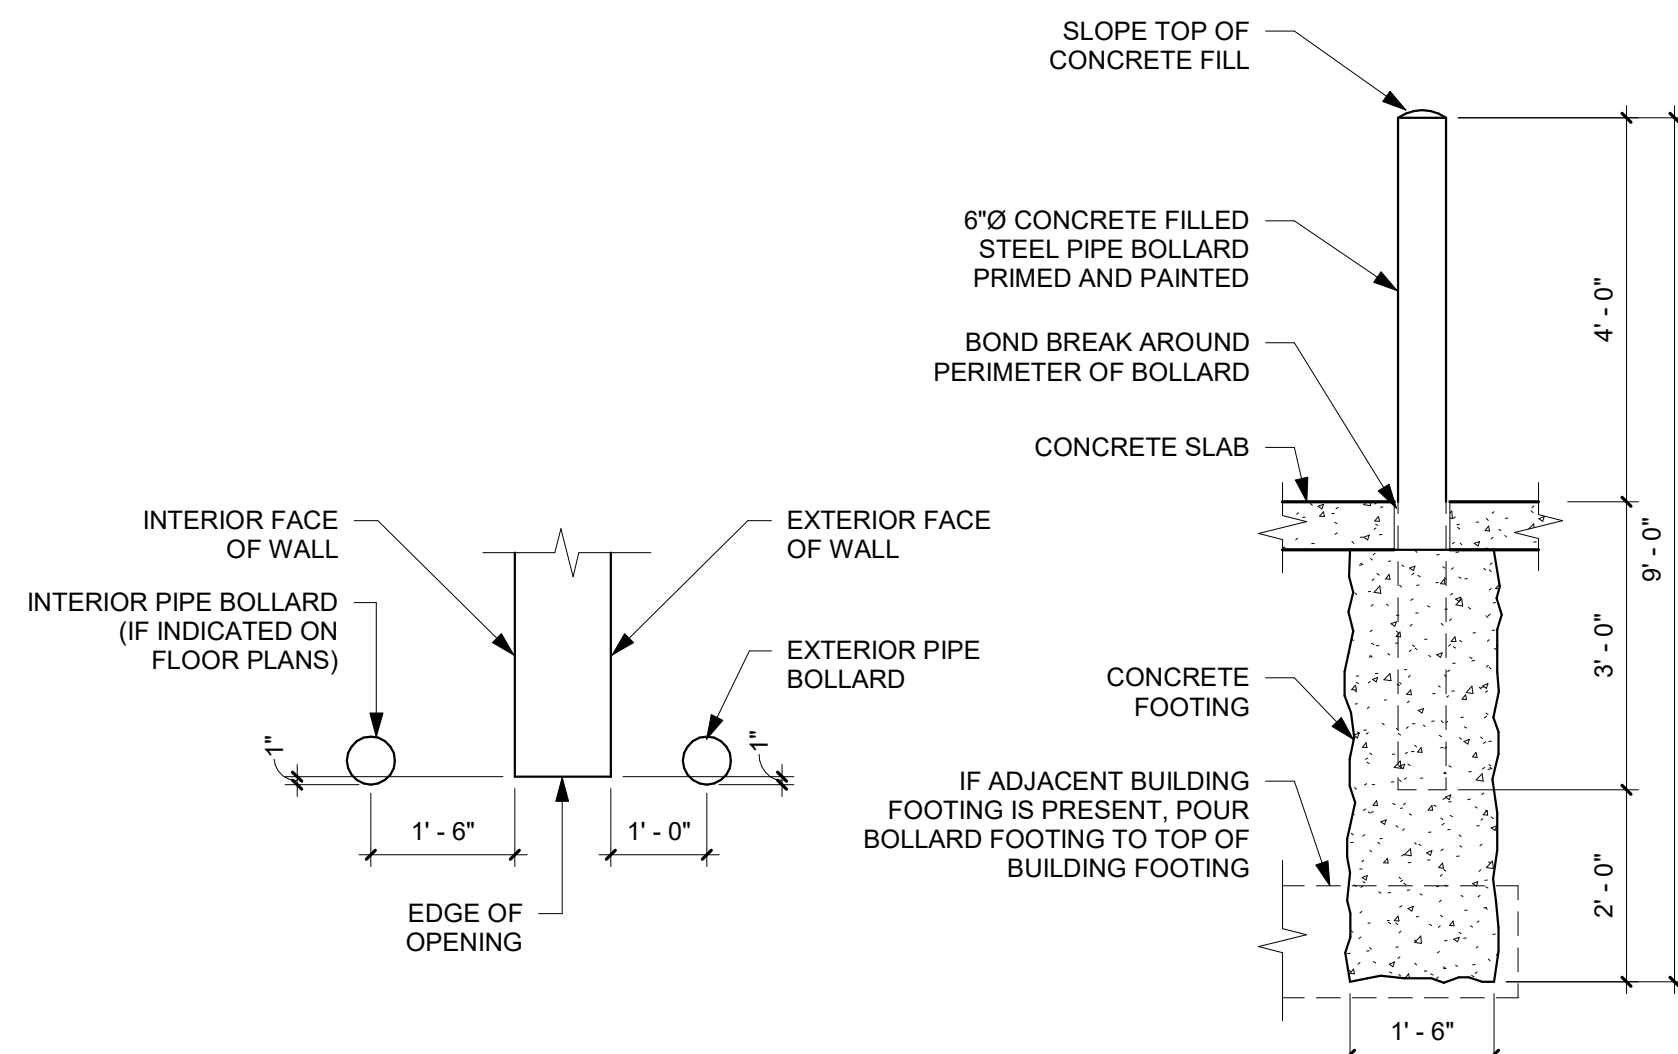 SLOPE TOP OF
CONCRETE FILL
6"Ø CONCRETE FILLED
STEEL PIPE BOLLARD
PRIMED AND PAINTED
BOND BREAK AROUND
PERIMETER OF BOLLARD
CONCRETE SLAB
4' - 0"
9' - 0"
3' - 0"
2' - 0"
CONCRETE
FOOTING
IF ADJACENT BUILDING
FOOTING IS PRESENT, POUR
BOLLARD FOOTING TO TOP OF
BUILDING FOOTING
1' - 6"
INTERIOR FACE
OF WALL
EXTERIOR FACE
OF WALL
INTERIOR PIPE BOLLARD
(IF INDICATED ON
FLOOR PLANS)
EXTERIOR PIPE
BOLLARD
1"
1"
1' - 6"
1' - 0"
EDGE OF
OPENING